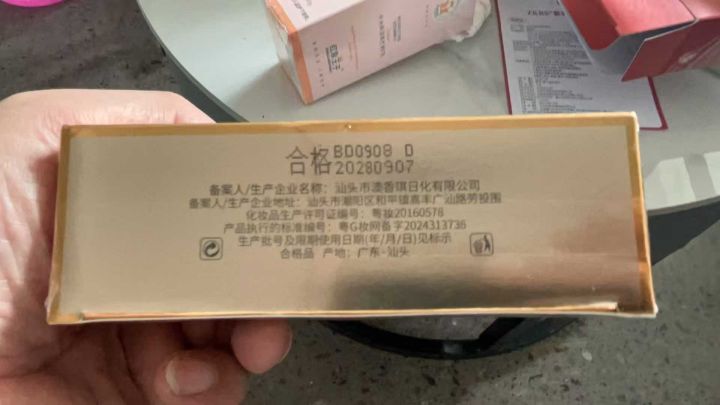 合格 BD0908 D
20280907
备案人/生产企业名称：汕头市澳香琪日化有限公司
备案人/生产企业地址：汕头市潮阳区和平镇嘉丰广汕路旁投围
化妆品生产许可证编号：粤妆20160578
产品执行的标准编号：粤G妆网备字2024313736
生产批号及限期使用日期(年/月/日)见标示
合格品 产地：广东-汕头